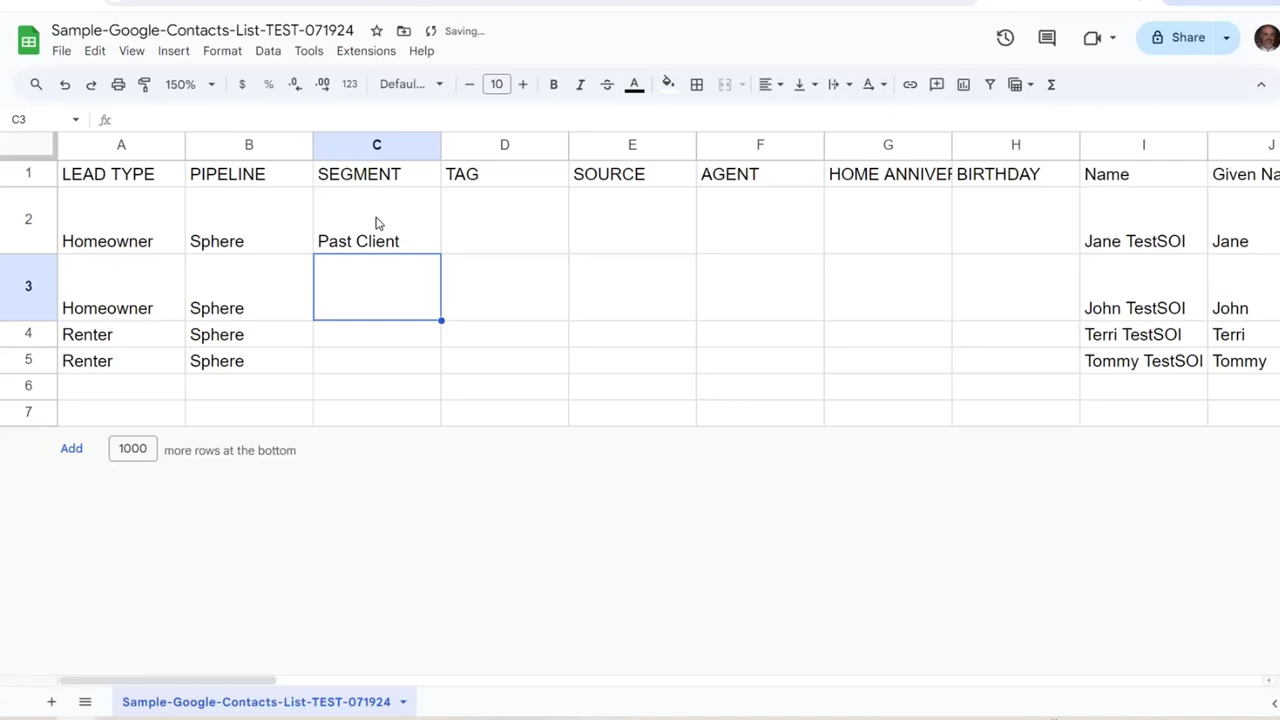 Sample-Google-Contacts-List-TEST-071924 Saving...
File Edit View Insert Format Data Tools Extensions Help
Share
150% $ % .0 .00 123 Defaul... − 10 + B I A Σ
C3 fx
A B C D E F G H I J
1 LEAD TYPE PIPELINE SEGMENT TAG SOURCE AGENT HOME ANNIVER BIRTHDAY Name Given Na
2 Homeowner Sphere Past Client Jane TestSOI Jane
3 Homeowner Sphere John TestSOI John
4 Renter Sphere Terri TestSOI Terri
5 Renter Sphere Tommy TestSOI Tommy
6
7
Add 1000 more rows at the bottom
Sample-Google-Contacts-List-TEST-071924